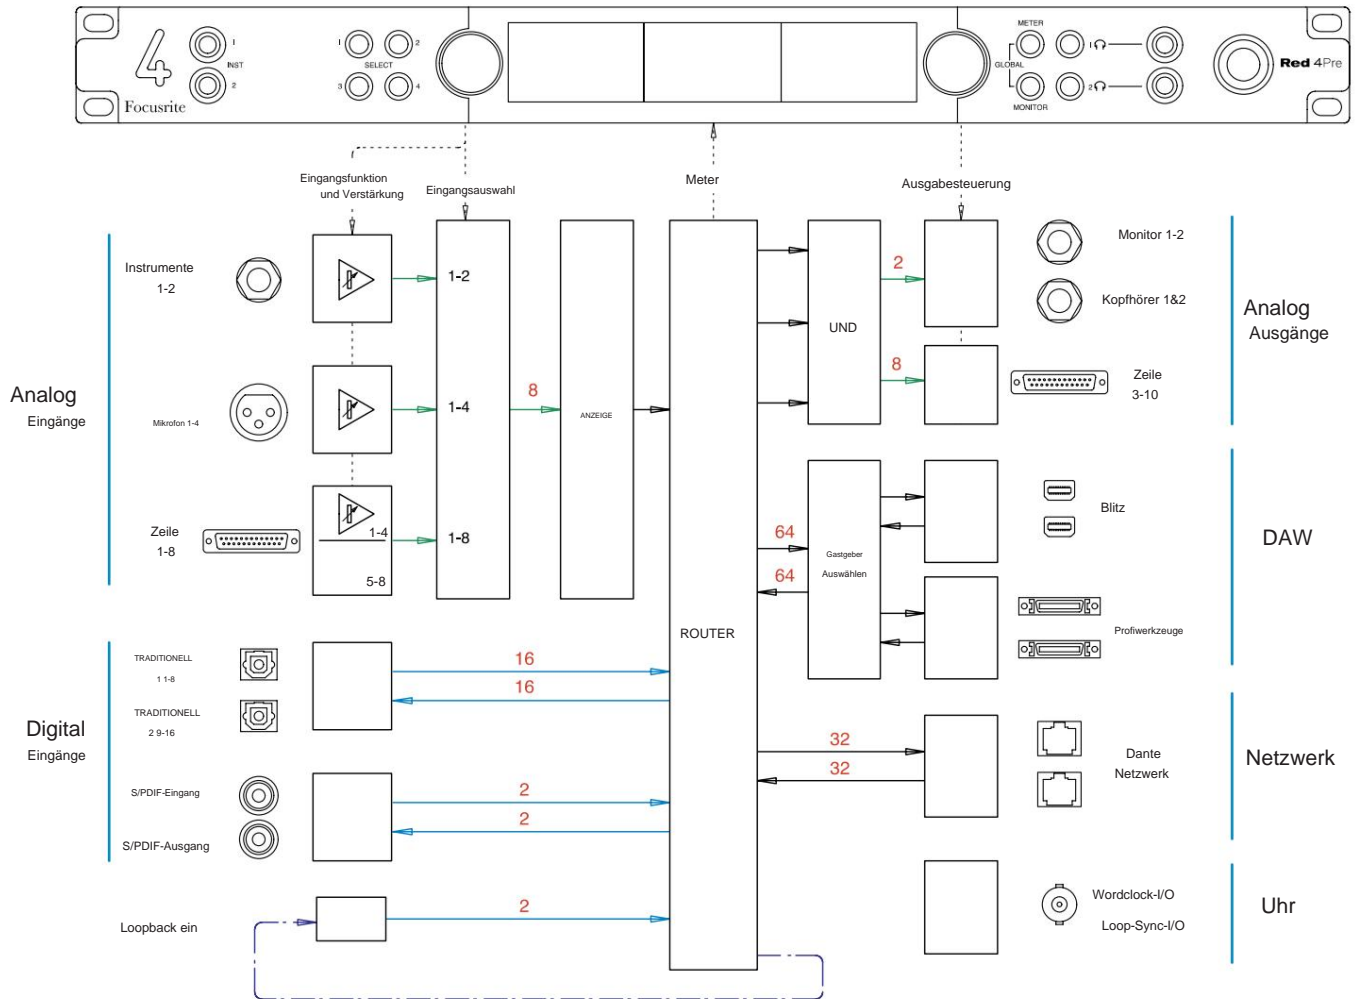 4
Focusrite
1
INST
2
1
2
SELECT
3
4
METER
GLOBAL
MONITOR
1
2
Red 4Pre
Eingangsfunktion
und Verstärkung
Eingangsauswahl
Meter
Ausgabesteuerung
Analog
Eingänge
Instrumente
1-2
Mikrofon 1-4
Zeile
1-8
1-4
5-8
1-2
1-4
1-8
8
ANZEIGE
ROUTER
UND
2
8
Monitor 1-2
Kopfhörer 1&2
Zeile
3-10
Analog
Ausgänge
64
64
Gastgeber
Auswählen
Blitz
Profiwerkzeuge
DAW
Digital
Eingänge
TRADITIONELL
1 1-8
TRADITIONELL
2 9-16
S/PDIF-Eingang
S/PDIF-Ausgang
16
16
2
2
32
32
Dante
Netzwerk
Netzwerk
Loopback ein
2
Wordclock-I/O
Loop-Sync-I/O
Uhr